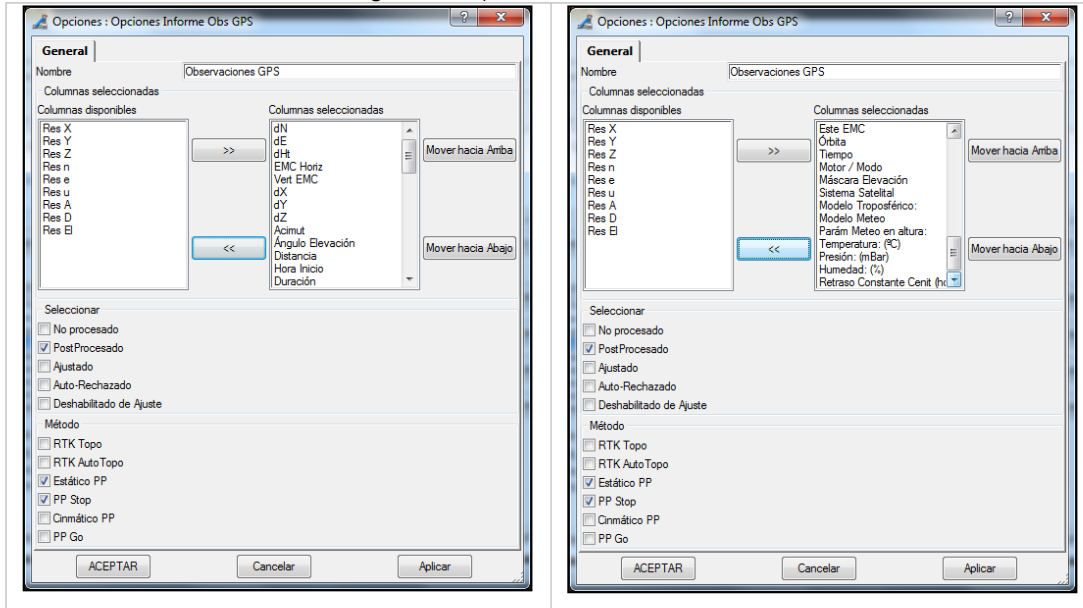 Opciones : Opciones Informe Obs GPS
General
Nombre Observaciones GPS
Columnas seleccionadas
Columnas disponibles Columnas seleccionadas
Res X
Res Y
Res Z
Res n
Res e
Res u
Res A
Res D
Res El
>>
<<
dN
dE
dHt
EMC Horiz
Vert EMC
dX
dY
dZ
Acimut
Ángulo Elevación
Distancia
Hora Inicio
Duración
Mover hacia Arriba
Mover hacia Abajo
Seleccionar
No procesado
PostProcesado
Ajustado
Auto-Rechazado
Deshabilitado de Ajuste
Método
RTK Topo
RTK AutoTopo
Estático PP
PP Stop
Cinmático PP
PP Go
ACEPTAR Cancelar Aplicar
Opciones : Opciones Informe Obs GPS
General
Nombre Observaciones GPS
Columnas seleccionadas
Columnas disponibles Columnas seleccionadas
Res X
Res Y
Res Z
Res n
Res e
Res u
Res A
Res D
Res El
>>
<<
Este EMC
Órbita
Tiempo
Motor / Modo
Máscara Elevación
Sistema Satelital
Modelo Troposférico:
Modelo Meteo
Parám Meteo en altura:
Temperatura: (ºC)
Presión: (mBar)
Humedad: (%)
Retraso Constante Cenit (ho
Mover hacia Arriba
Mover hacia Abajo
Seleccionar
No procesado
PostProcesado
Ajustado
Auto-Rechazado
Deshabilitado de Ajuste
Método
RTK Topo
RTK AutoTopo
Estático PP
PP Stop
Cinmático PP
PP Go
ACEPTAR Cancelar Aplicar